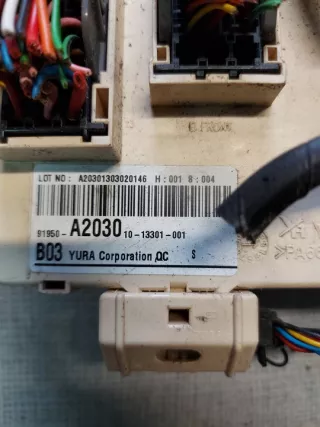 LOT NO: A20301303020146 H:001 8:004
91950- A2030 10-13301-001
B03 YURA Corporation QC S